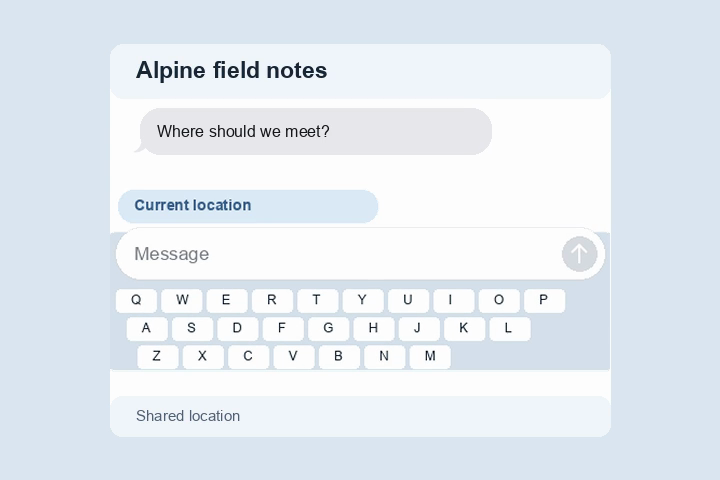 Alpine field notes
Where should we meet?
Current location
Message
Q W E R T Y U I O P
A S D F G H J K L
Z X C V B N M
Shared location